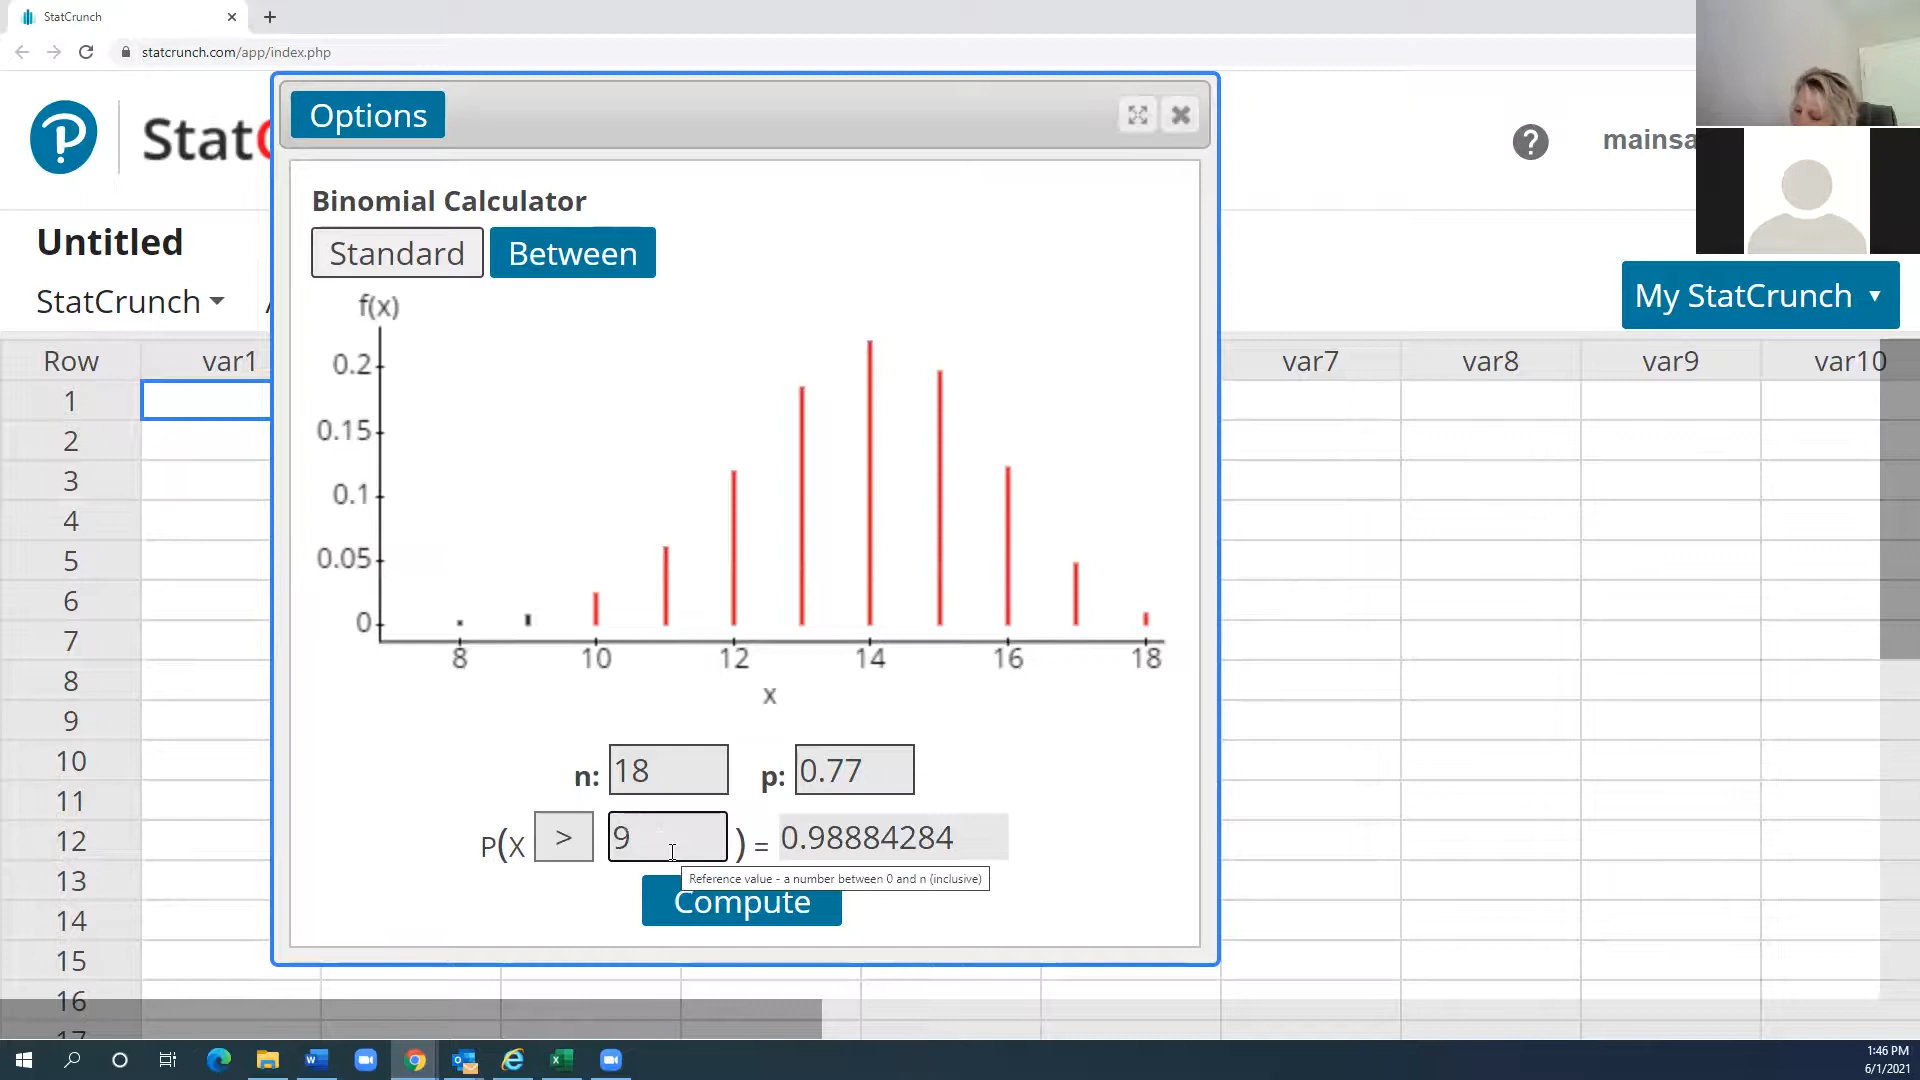 StatCrunch
statcrunch.com/app/index.php
Options
Stat
mainsa
Binomial Calculator
Standard Between
Untitled
StatCrunch
My StatCrunch
f(x)
0.2
0.15
0.1
0.05
0
8 10 12 14 16 18
x
n: 18 p: 0.77
P(X > 9 ) = 0.98884284
Reference value - a number between 0 and n (inclusive)
Compute
Row var1 var7 var8 var9 var10
1
2
3
4
5
6
7
8
9
10
11
12
13
14
15
16
17
1:46 PM
6/1/2021